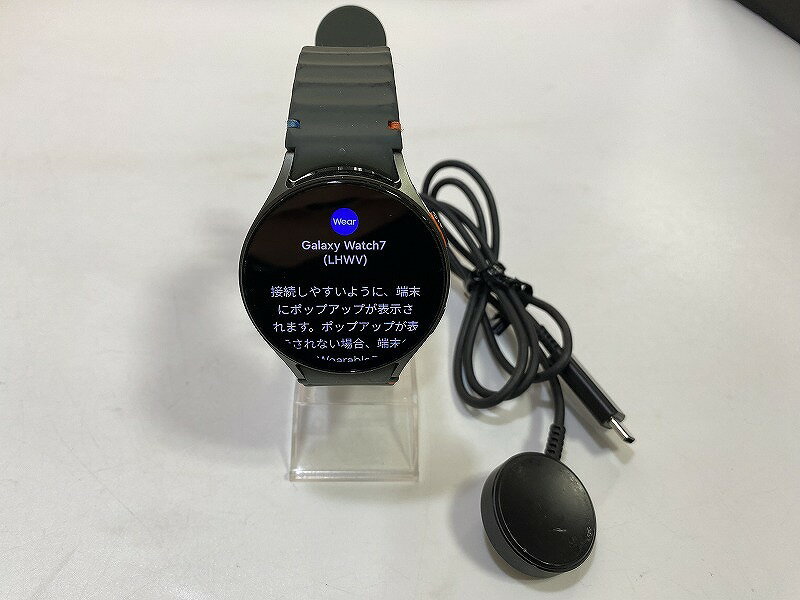 Wear
Galaxy Watch7
(LHWV)
接続しやすいように、端末
にポップアップが表示さ
れます。ポップアップが表
されない場合、端末
Wearable